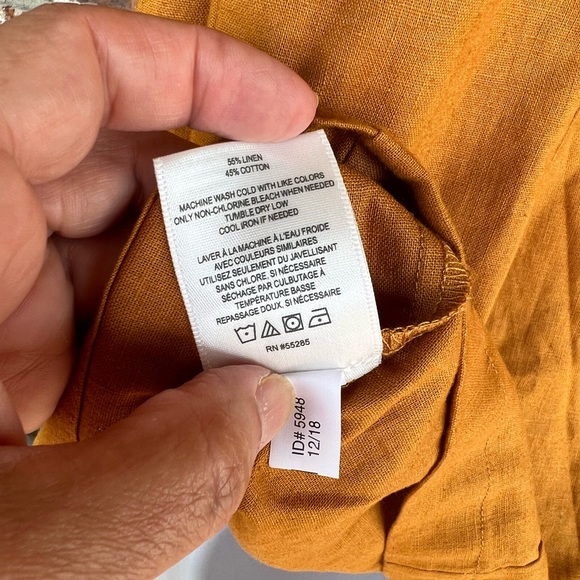 55% LINEN
45% COTTON
MACHINE WASH COLD WITH LIKE COLORS
ONLY NON-CHLORINE BLEACH WHEN NEEDED
TUMBLE DRY LOW
COOL IRON IF NEEDED
LAVER À LA MACHINE À L'EAU FROIDE
AVEC COULEURS SIMILAIRES
UTILISEZ SEULEMENT DU JAVELLISANT
SANS CHLORE, SI NÉCESSAIRE
SÉCHAGE PAR CULBUTAGE À
TEMPÉRATURE BASSE
REPASSAGE DOUX, SI NÉCESSAIRE
RN #55285
ID# 5948
12/18